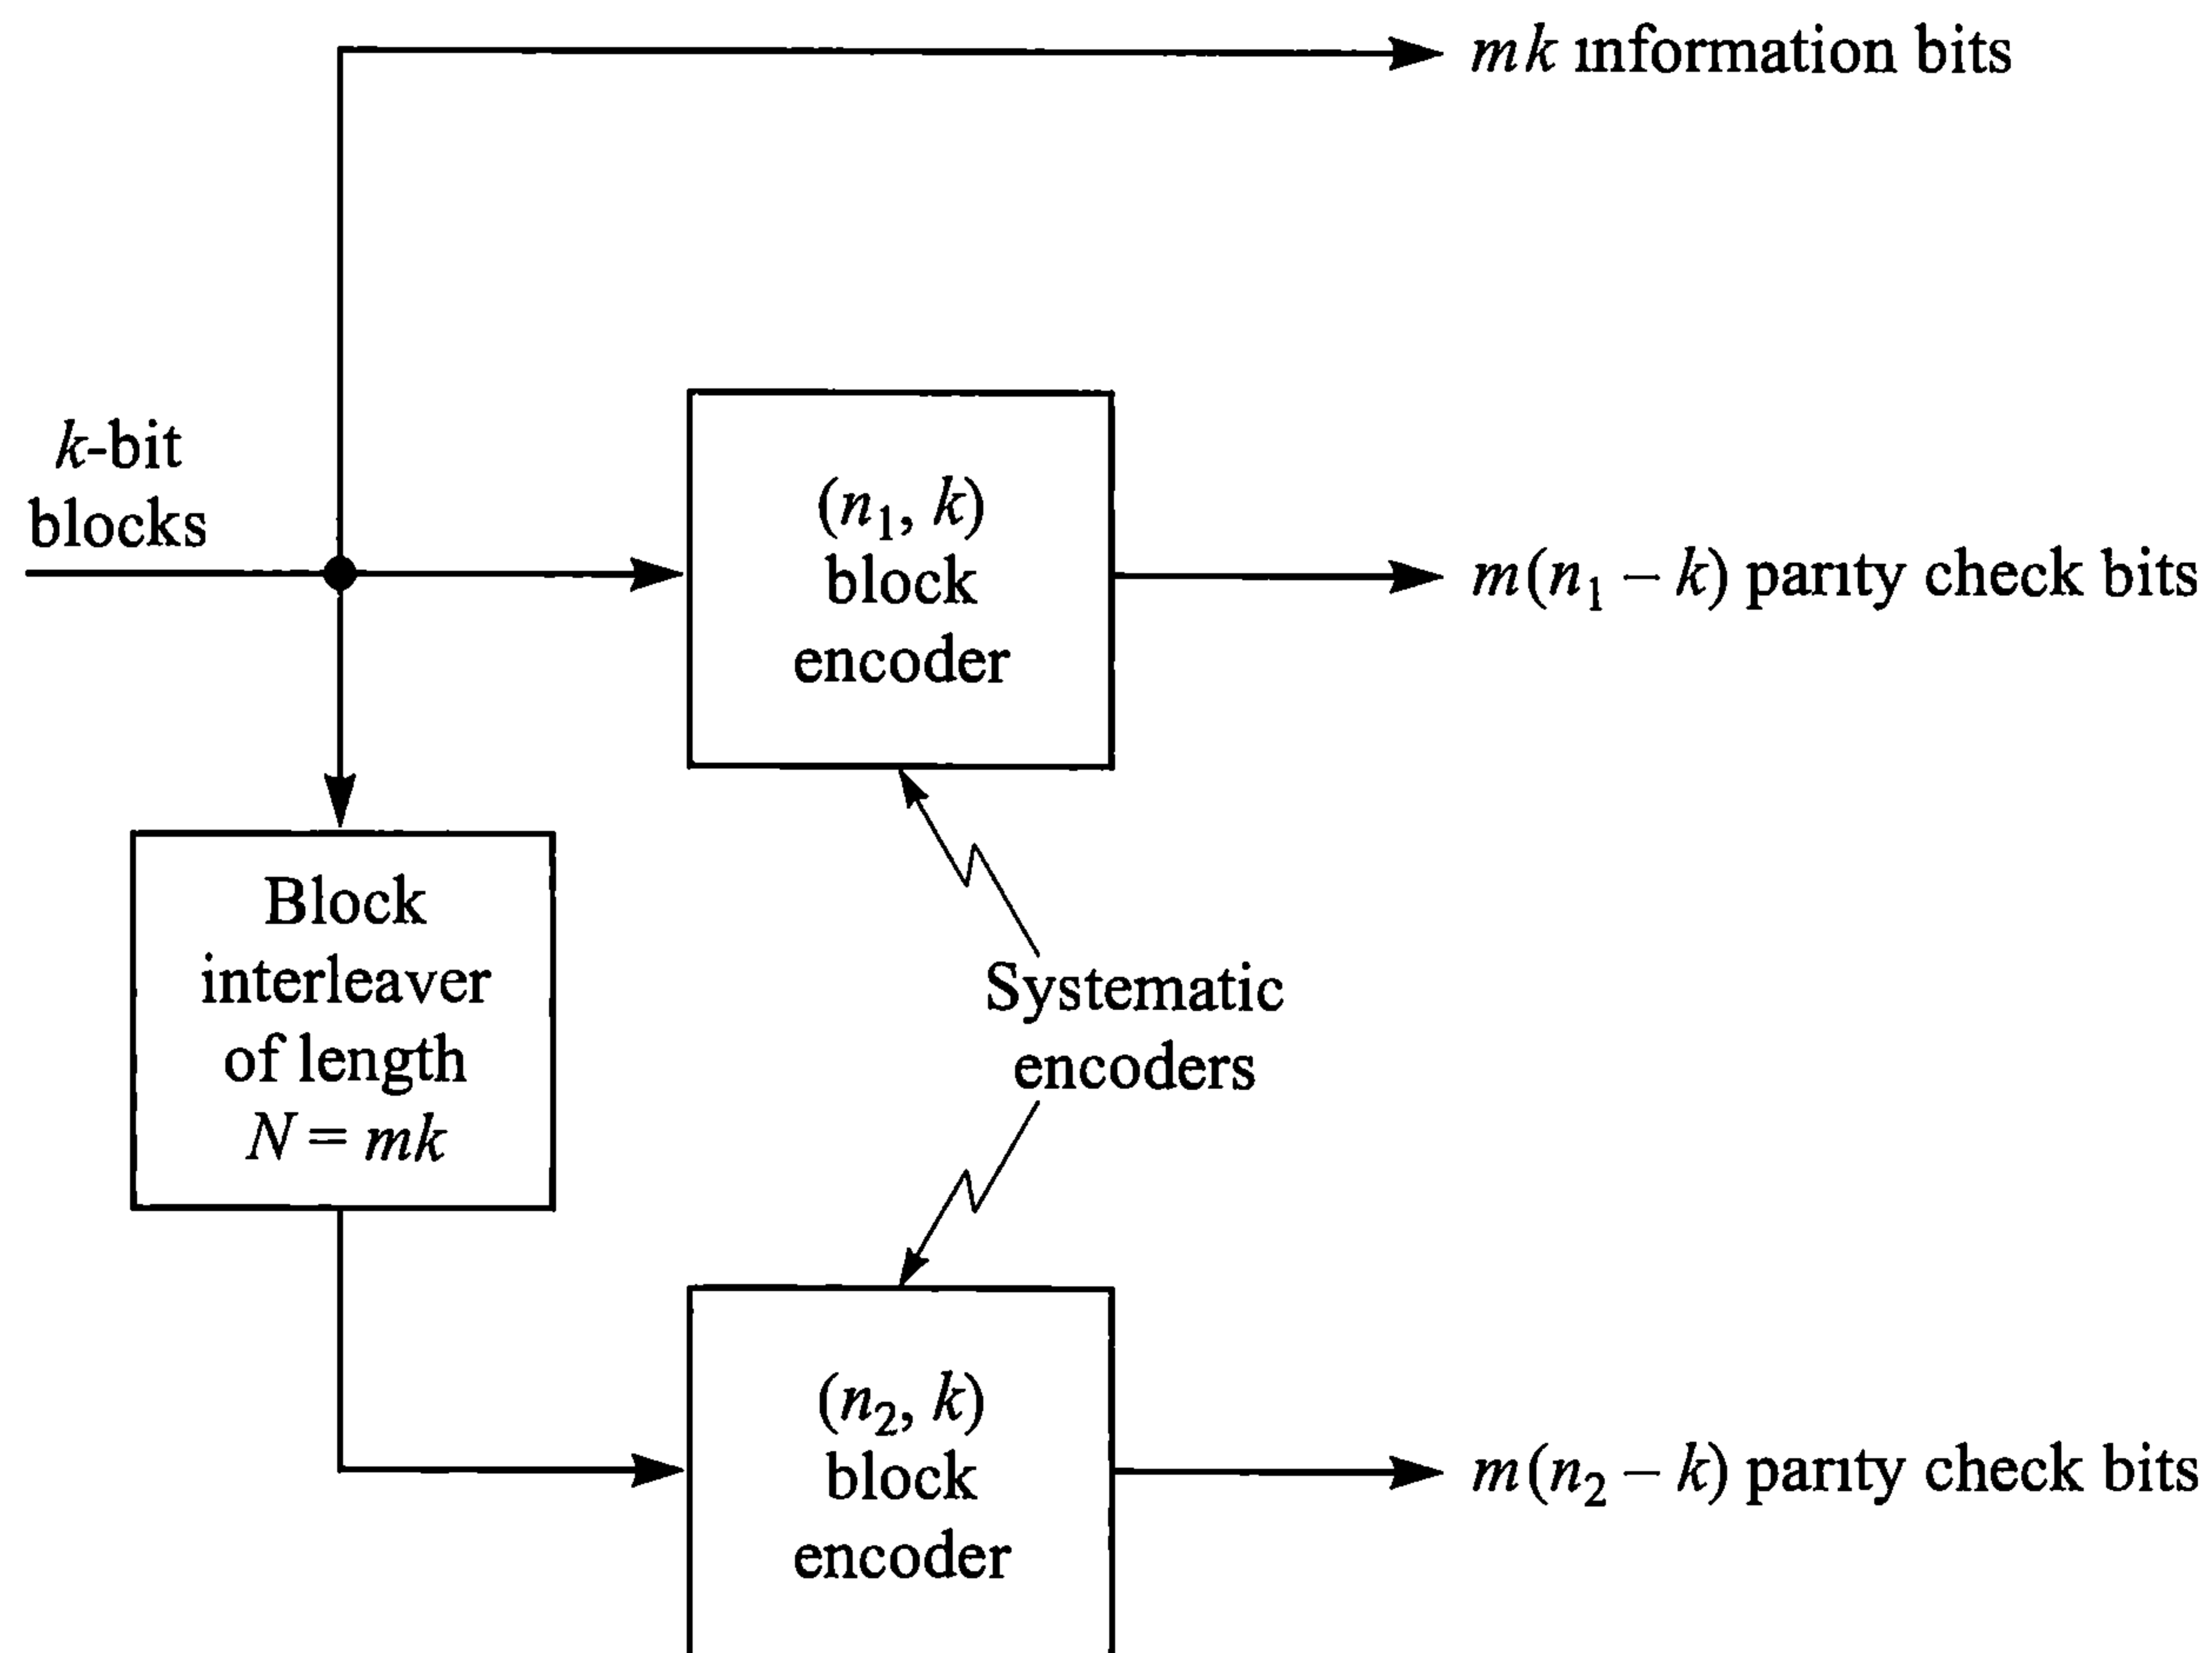 mk information bits
k-bit
blocks
(n₁, k)
block
encoder
m(n₁ – k) parity check bits
Block
interleaver
of length
N = mk
Systematic
encoders
(n₂, k)
block
encoder
m(n₂ – k) parity check bits